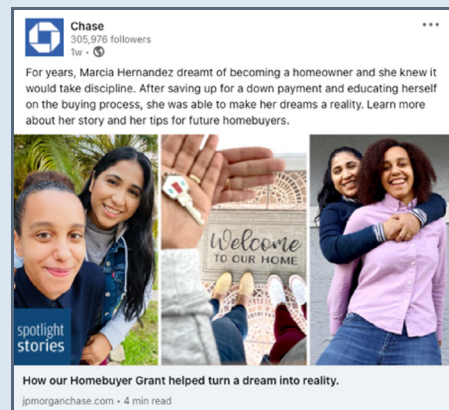 Chase
305,976 followers
1w •
For years, Marcia Hernandez dreamt of becoming a homeowner and she knew it
would take discipline. After saving up for a down payment and educating herself
on the buying process, she was able to make her dreams a reality. Learn more
about her story and her tips for future homebuyers.
Welcome
TO OUR HOME
spotlight
stories
How our Homebuyer Grant helped turn a dream into reality.
jpmorganchase.com • 4 min read